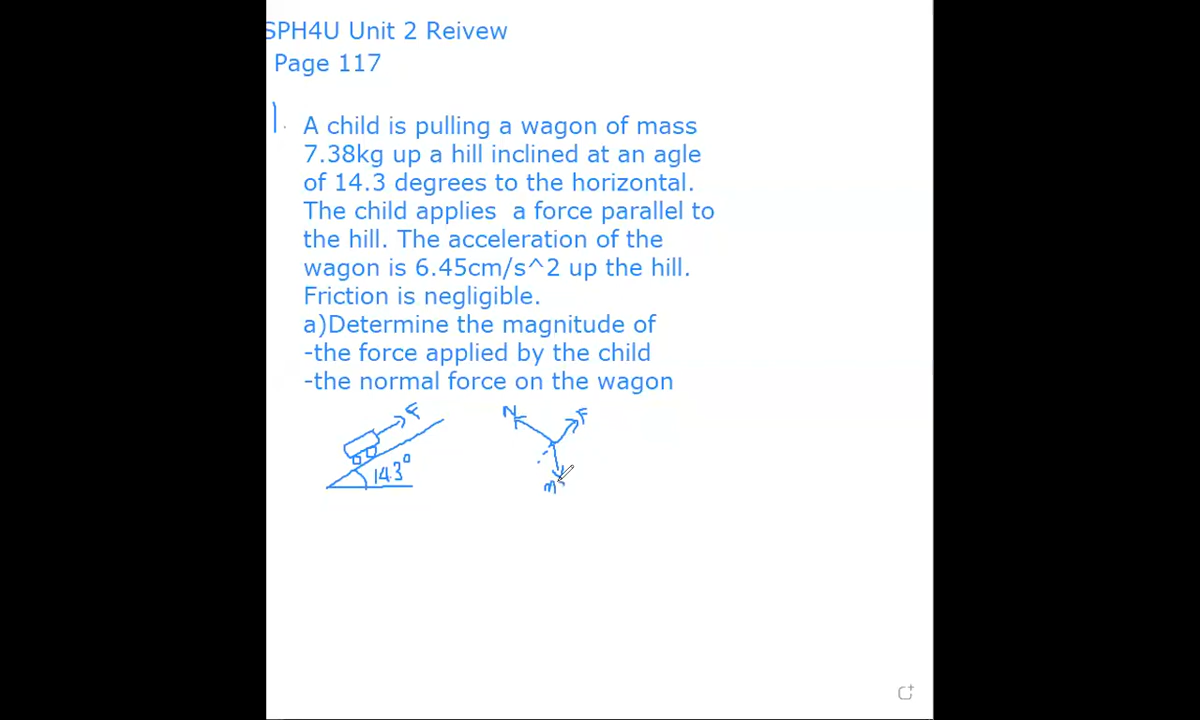 SPH4U Unit 2 Reivew
Page 117
1. A child is pulling a wagon of mass
7.38kg up a hill inclined at an agle
of 14.3 degrees to the horizontal.
The child applies a force parallel to
the hill. The acceleration of the
wagon is 6.45cm/s^2 up the hill.
Friction is negligible.
a)Determine the magnitude of
-the force applied by the child
-the normal force on the wagon
F
14.3°
N F